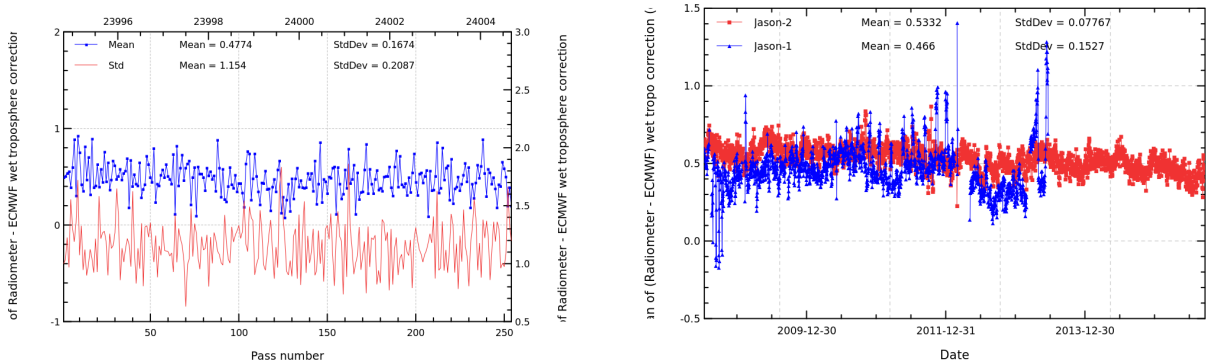 23996 23998 24000 24002 24004
2 3.0
Mean Mean = 0.4774 StdDev = 0.1674
Std Mean = 1.154 StdDev = 0.2087
2.5
1 2.0
1.5
0
1.0
-1 0.5
50 100 150 200 250
Pass number
of Radiometer - ECMWF wet troposphere correction
of Radiometer - ECMWF wet troposphere correction
1.5
Jason-2 Mean = 0.5332 StdDev = 0.07767
Jason-1 Mean = 0.466 StdDev = 0.1527
1.0
0.5
0.0
-0.5
2009-12-30 2011-12-31 2013-12-30
Date
of (Radiometer - ECMWF) wet tropo correction